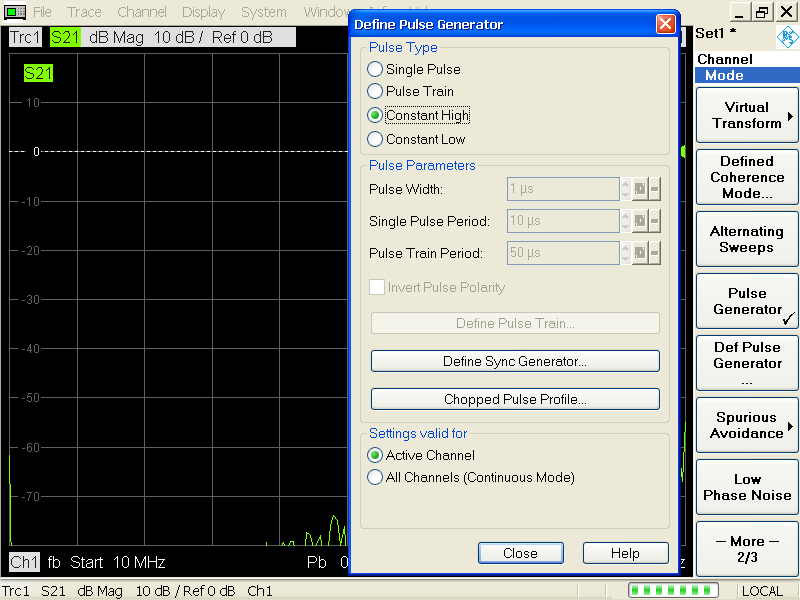 File Trace Channel Display System Window
Trc1 S21 dB Mag 10 dB / Ref 0 dB
S21
10
0
-10
-20
-30
-40
-50
-60
-70
Ch1 fb Start 10 MHz Pb 0
Define Pulse Generator
Pulse Type
Single Pulse
Pulse Train
Constant High
Constant Low
Pulse Parameters
Pulse Width: 1 µs
Single Pulse Period: 10 µs
Pulse Train Period: 50 µs
Invert Pulse Polarity
Define Pulse Train...
Define Sync Generator...
Chopped Pulse Profile...
Settings valid for
Active Channel
All Channels (Continuous Mode)
Close Help
Set1 *
Channel
Mode
Virtual
Transform
Defined
Coherence
Mode...
Alternating
Sweeps
Pulse
Generator
Def Pulse
Generator
...
Spurious
Avoidance
Low
Phase Noise
— More —
2/3
Trc1 S21 dB Mag 10 dB / Ref 0 dB Ch1 LOCAL